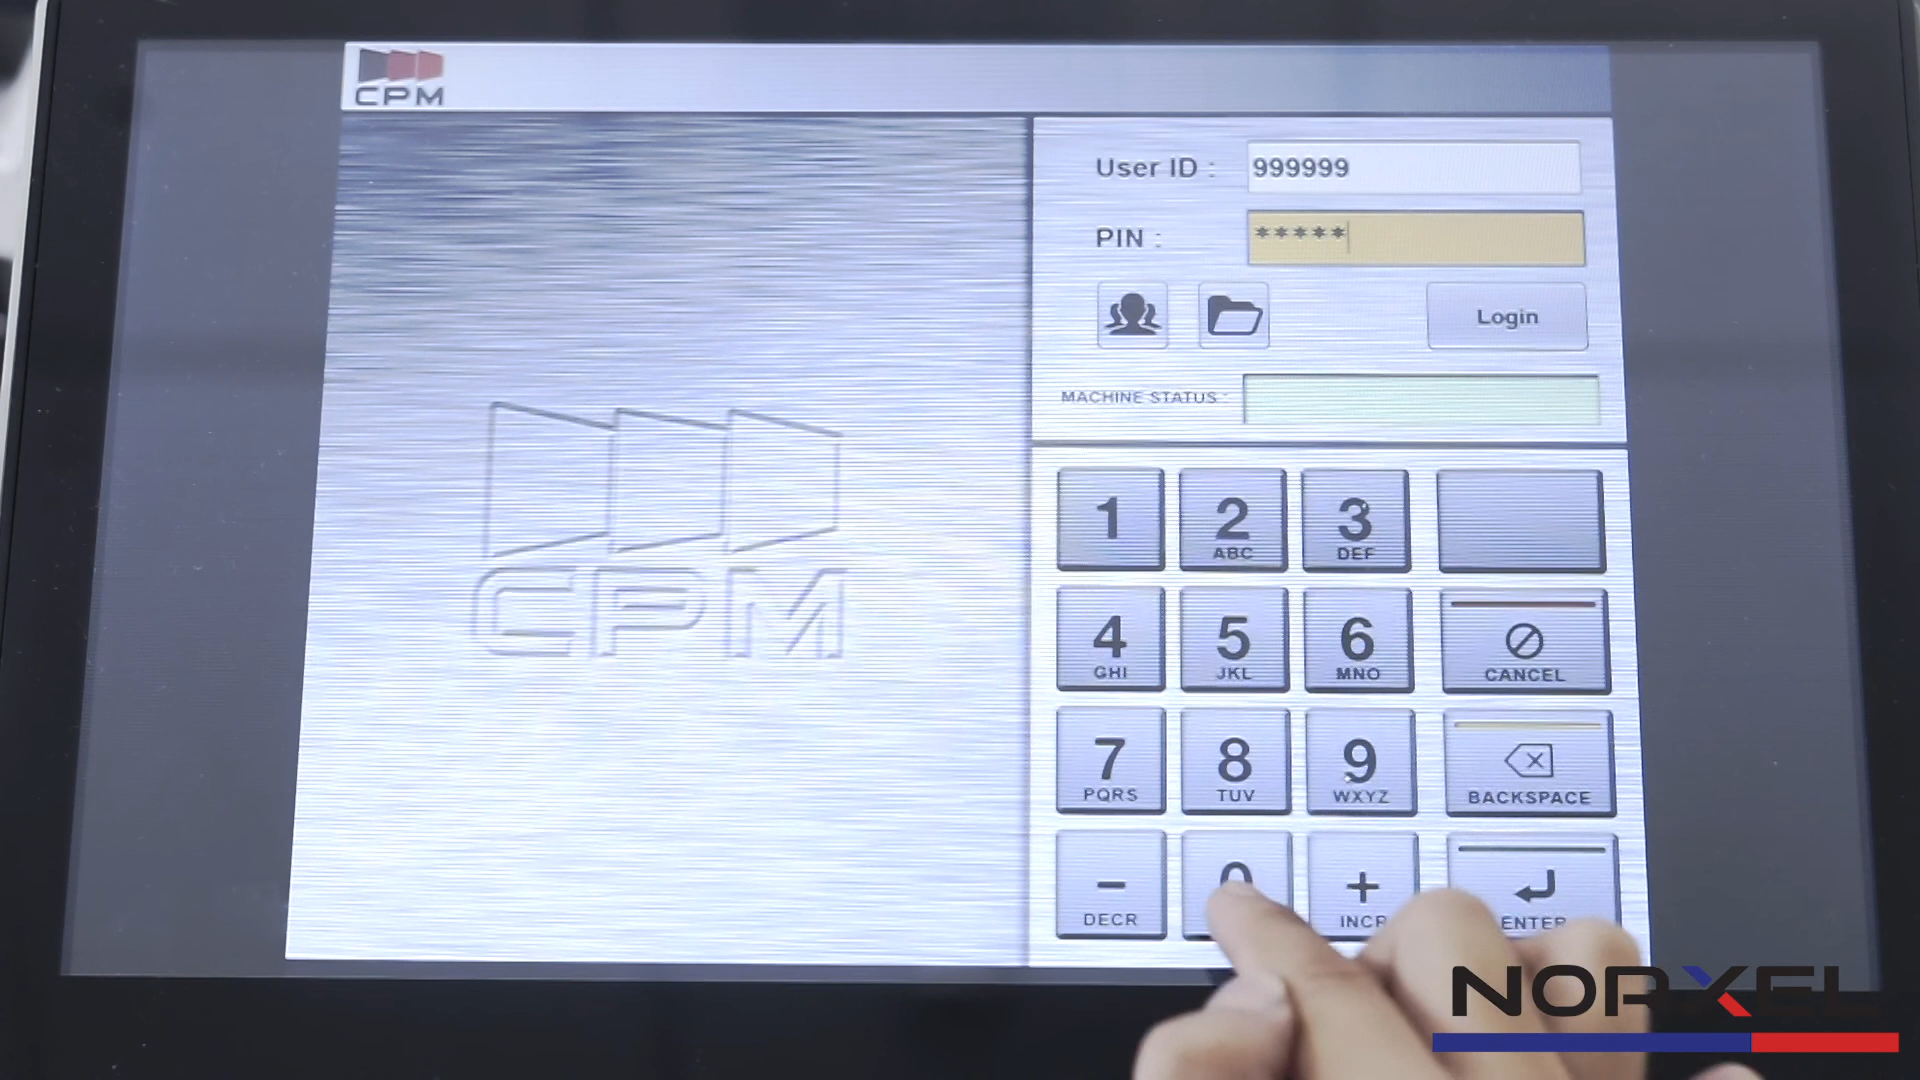 CPM
User ID : 999999
PIN : *****
Login
MACHINE STATUS :
CPM
1
2
ABC
3
DEF
4
GHI
5
JKL
6
MNO
CANCEL
7
PQRS
8
TUV
9
WXYZ
BACKSPACE
-
DECR
0
+
INCR
ENTER
NORXEL